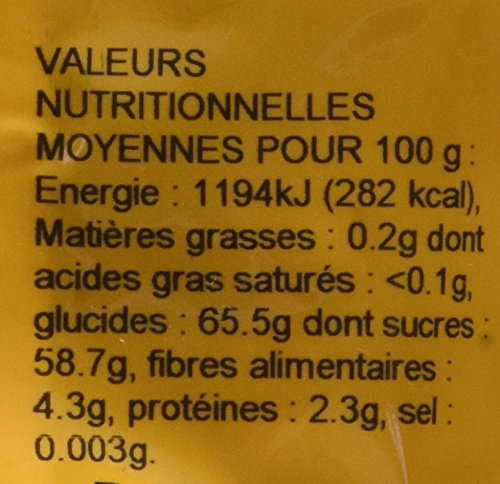 VALEURS
NUTRITIONNELLES
MOYENNES POUR 100 g :
Energie : 1194kJ (282 kcal),
Matières grasses : 0.2g dont
acides gras saturés : <0.1g,
glucides : 65.5g dont sucres :
58.7g, fibres alimentaires :
4.3g, protéines : 2.3g, sel :
0.003g.